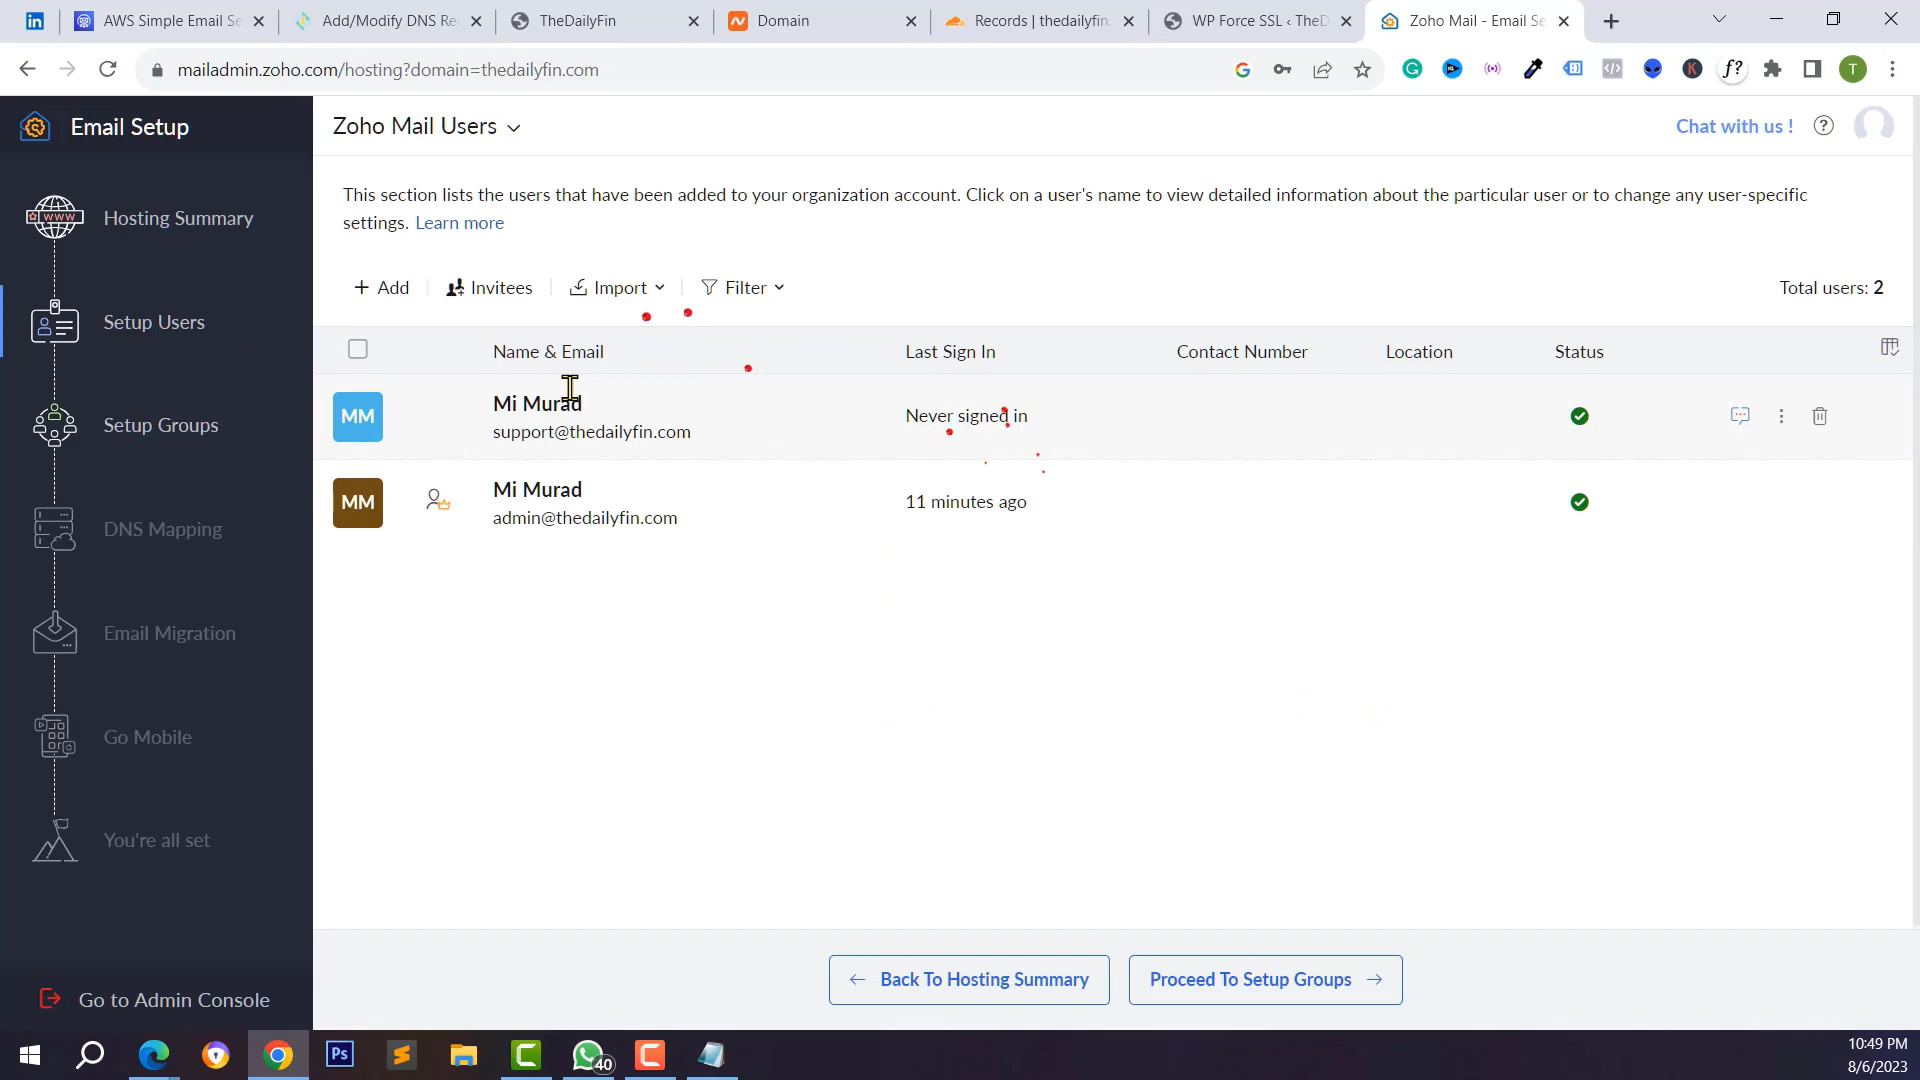 AWS Simple Email Se
Add/Modify DNS Rec
TheDailyFin
Domain
Records | thedailyfin.
WP Force SSL ‹ TheD
Zoho Mail - Email Se
mailadmin.zoho.com/hosting?domain=thedailyfin.com
Email Setup
Zoho Mail Users
Chat with us !
This section lists the users that have been added to your organization account. Click on a user's name to view detailed information about the particular user or to change any user-specific
settings. Learn more
Hosting Summary
Setup Users
Setup Groups
DNS Mapping
Email Migration
Go Mobile
You're all set
Go to Admin Console
+ Add
Invitees
Import
Filter
Total users: 2
Name & Email
Last Sign In
Contact Number
Location
Status
MM
Mi Murad
support@thedailyfin.com
Never signed in
MM
Mi Murad
admin@thedailyfin.com
11 minutes ago
← Back To Hosting Summary
Proceed To Setup Groups →
in
f?
T
www
Ps
40
10:49 PM
8/6/2023